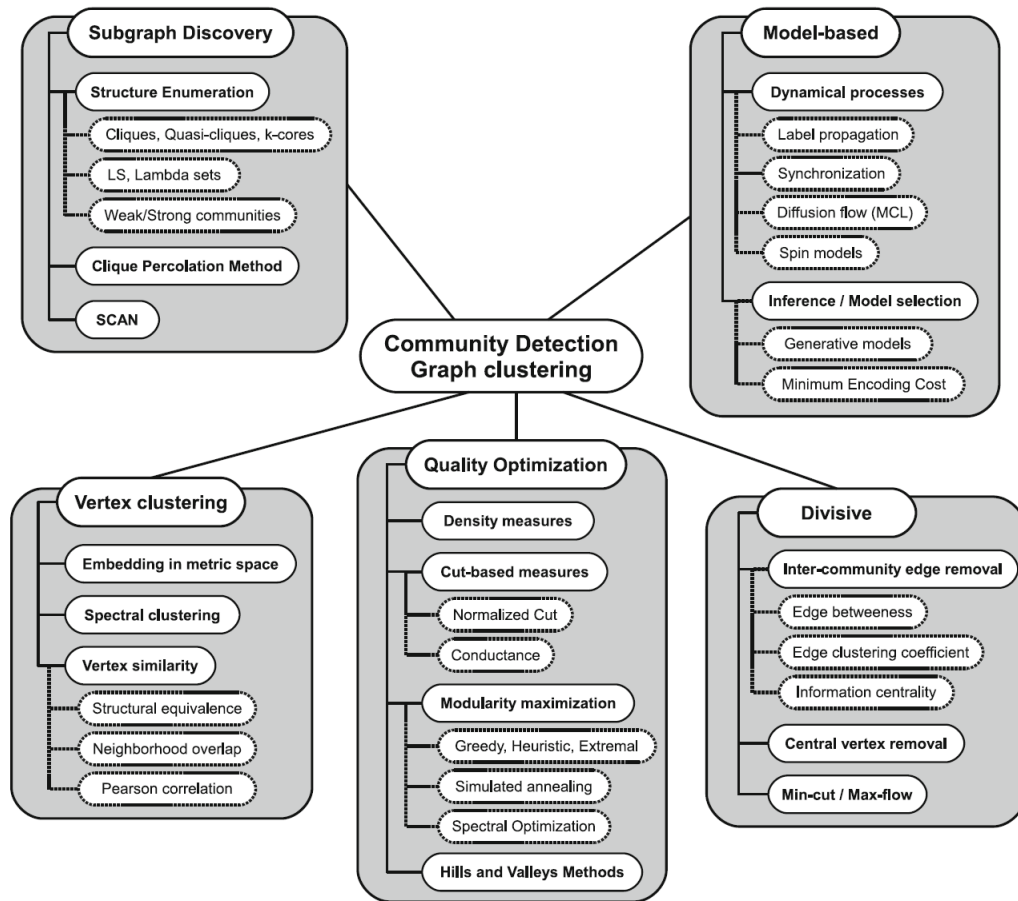 Subgraph Discovery
Structure Enumeration
Cliques, Quasi-cliques, k-cores
LS, Lambda sets
Weak/Strong communities
Clique Percolation Method
SCAN
Model-based
Dynamical processes
Label propagation
Synchronization
Diffusion flow (MCL)
Spin models
Inference / Model selection
Generative models
Minimum Encoding Cost
Community Detection
Graph clustering
Vertex clustering
Embedding in metric space
Spectral clustering
Vertex similarity
Structural equivalence
Neighborhood overlap
Pearson correlation
Quality Optimization
Density measures
Cut-based measures
Normalized Cut
Conductance
Modularity maximization
Greedy, Heuristic, Extremal
Simulated annealing
Spectral Optimization
Hills and Valleys Methods
Divisive
Inter-community edge removal
Edge betweeness
Edge clustering coefficient
Information centrality
Central vertex removal
Min-cut / Max-flow